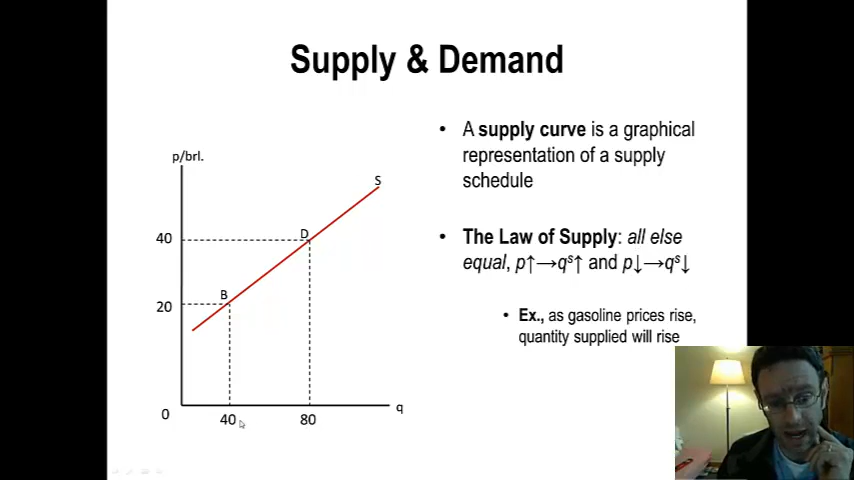 Supply & Demand
• A supply curve is a graphical
representation of a supply
schedule
• The Law of Supply: all else
equal, p↑→qˢ↑ and p↓→qˢ↓
• Ex., as gasoline prices rise,
quantity supplied will rise
p/brl.
S
40
D
B
20
0
40
80
q